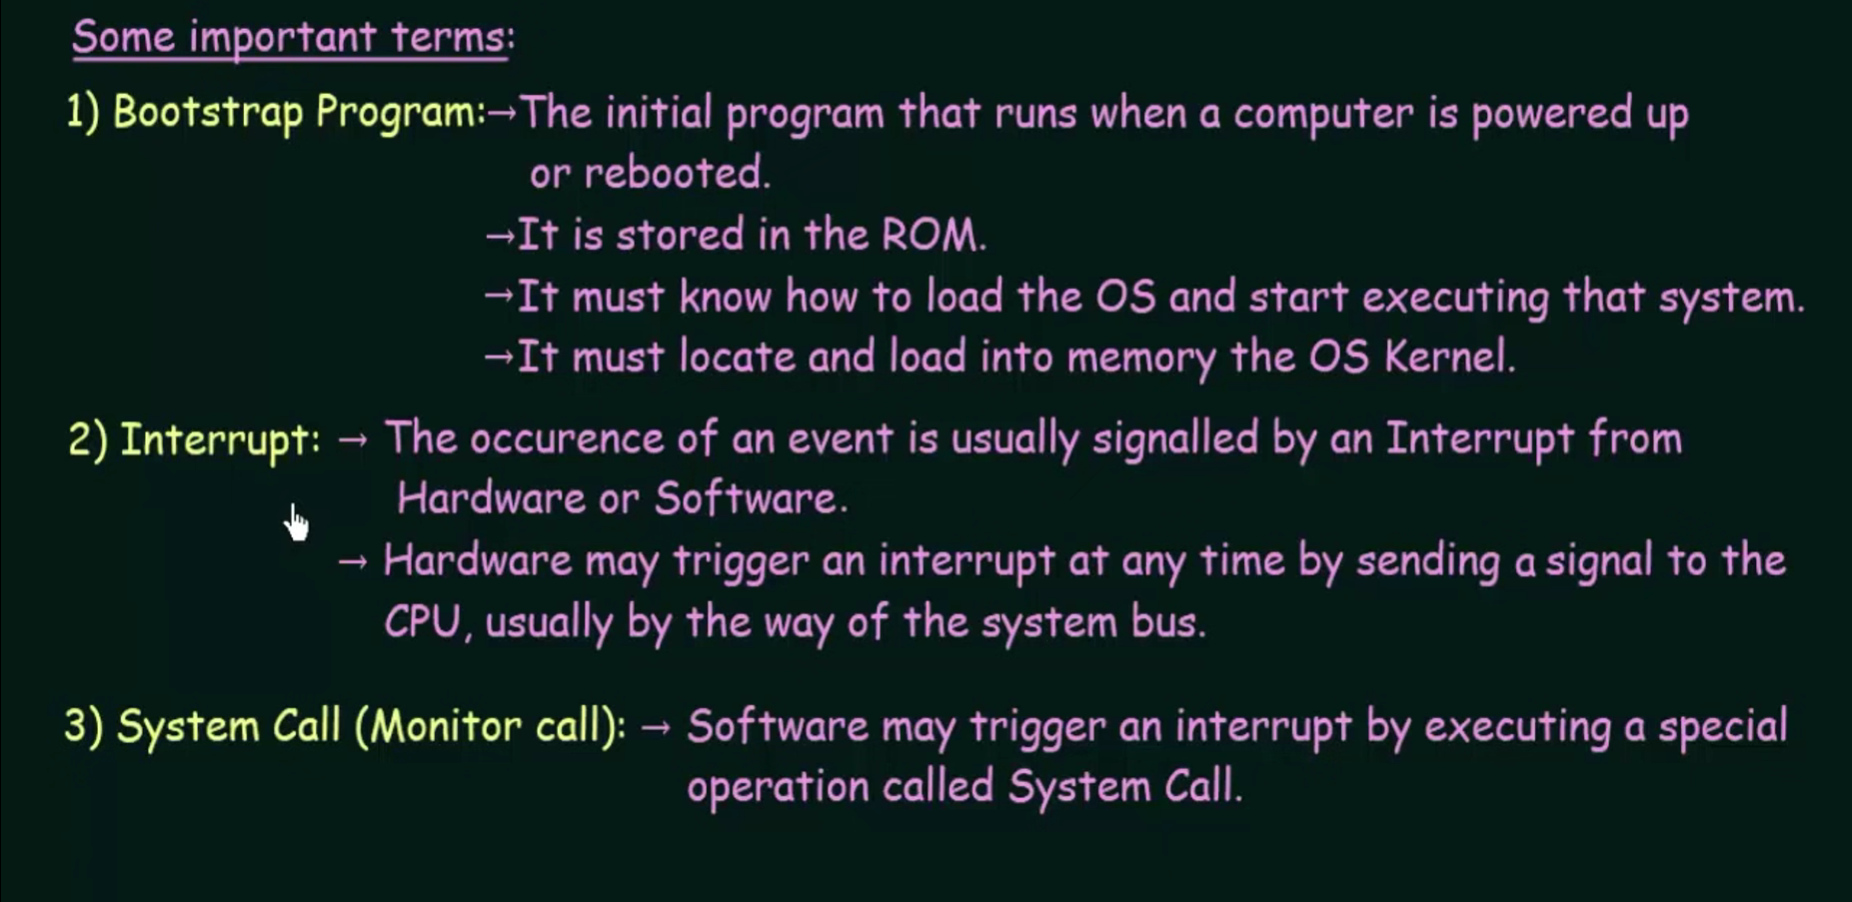 Some important terms:
1) Bootstrap Program:→The initial program that runs when a computer is powered up
or rebooted.
→It is stored in the ROM.
→It must know how to load the OS and start executing that system.
→It must locate and load into memory the OS Kernel.
2) Interrupt: → The occurence of an event is usually signalled by an Interrupt from
Hardware or Software.
→ Hardware may trigger an interrupt at any time by sending a signal to the
CPU, usually by the way of the system bus.
3) System Call (Monitor call): → Software may trigger an interrupt by executing a special
operation called System Call.